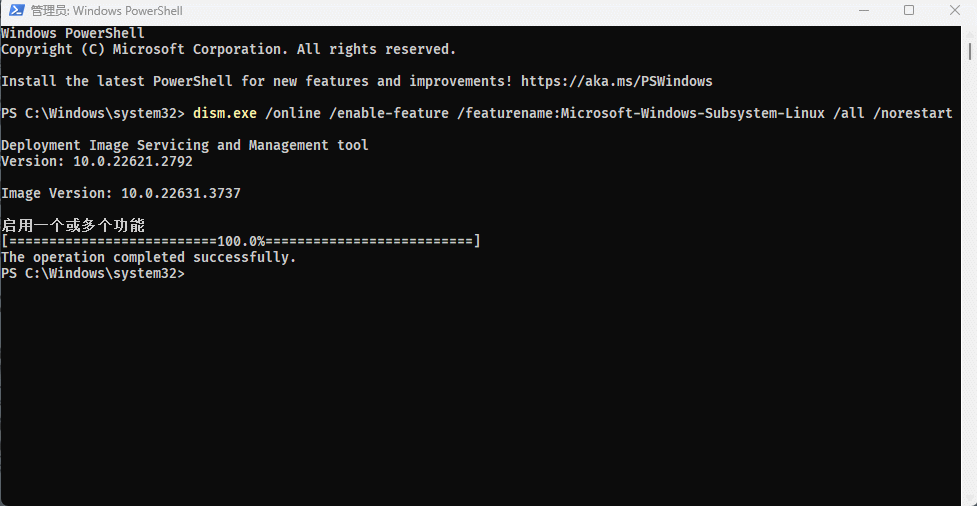 管理员: Windows PowerShell
Windows PowerShell
Copyright (C) Microsoft Corporation. All rights reserved.
Install the latest PowerShell for new features and improvements! https://aka.ms/PSWindows
PS C:\Windows\system32> dism.exe /online /enable-feature /featurename:Microsoft-Windows-Subsystem-Linux /all /norestart
Deployment Image Servicing and Management tool
Version: 10.0.22621.2792
Image Version: 10.0.22631.3737
启用一个或多个功能
[==========================100.0%==========================]
The operation completed successfully.
PS C:\Windows\system32>